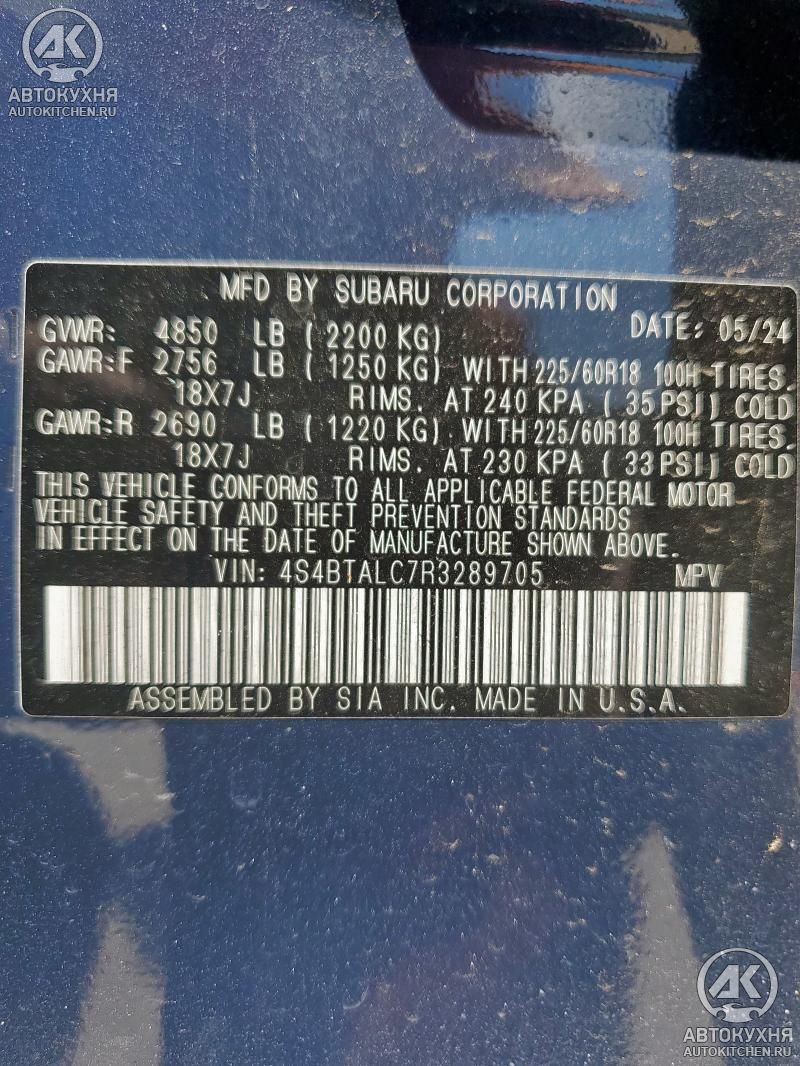 AK
АВТОКУХНЯ
AUTOKITCHEN.RU
MFD BY SUBARU CORPORATION
GVWR: 4850 LB ( 2200 KG) DATE: 05/24
GAWR:F 2756 LB ( 1250 KG) WITH 225/60R18 100H TIRES.
18X7J RIMS. AT 240 KPA ( 35 PSI) COLD
GAWR:R 2690 LB ( 1220 KG) WITH 225/60R18 100H TIRES.
18X7J RIMS. AT 230 KPA ( 33 PSI) COLD
THIS VEHICLE CONFORMS TO ALL APPLICABLE FEDERAL MOTOR
VEHICLE SAFETY AND THEFT PREVENTION STANDARDS
IN EFFECT ON THE DATE OF MANUFACTURE SHOWN ABOVE.
VIN: 4S4BTALC7R3289705 MPV
ASSEMBLED BY SIA INC. MADE IN U.S.A.
AK
АВТОКУХНЯ
AUTOKITCHEN.RU